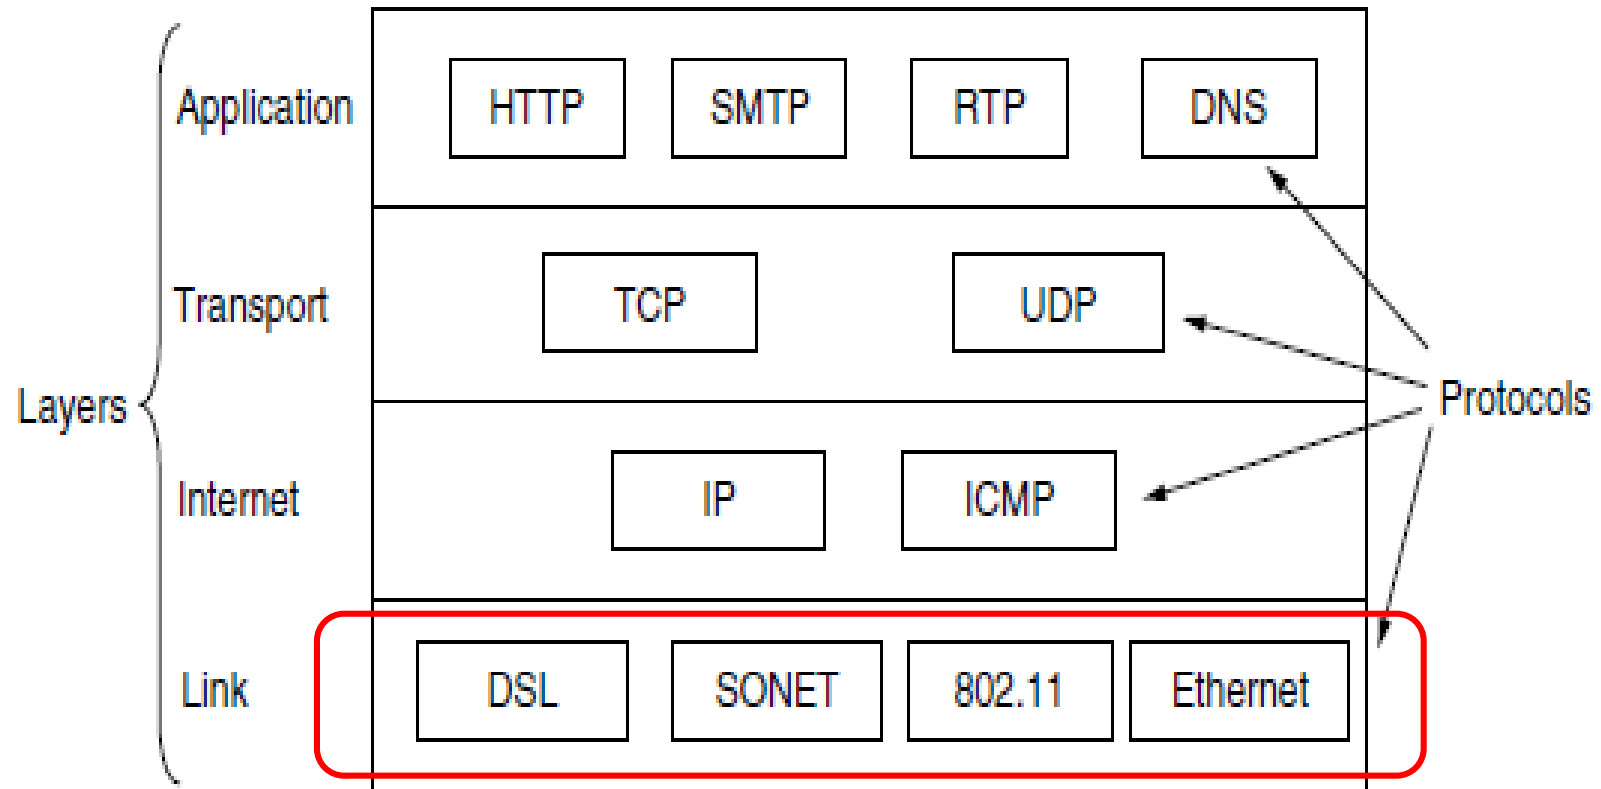 Application HTTP SMTP RTP DNS
Transport TCP UDP
Layers Protocols
Internet IP ICMP
Link DSL SONET 802.11 Ethernet